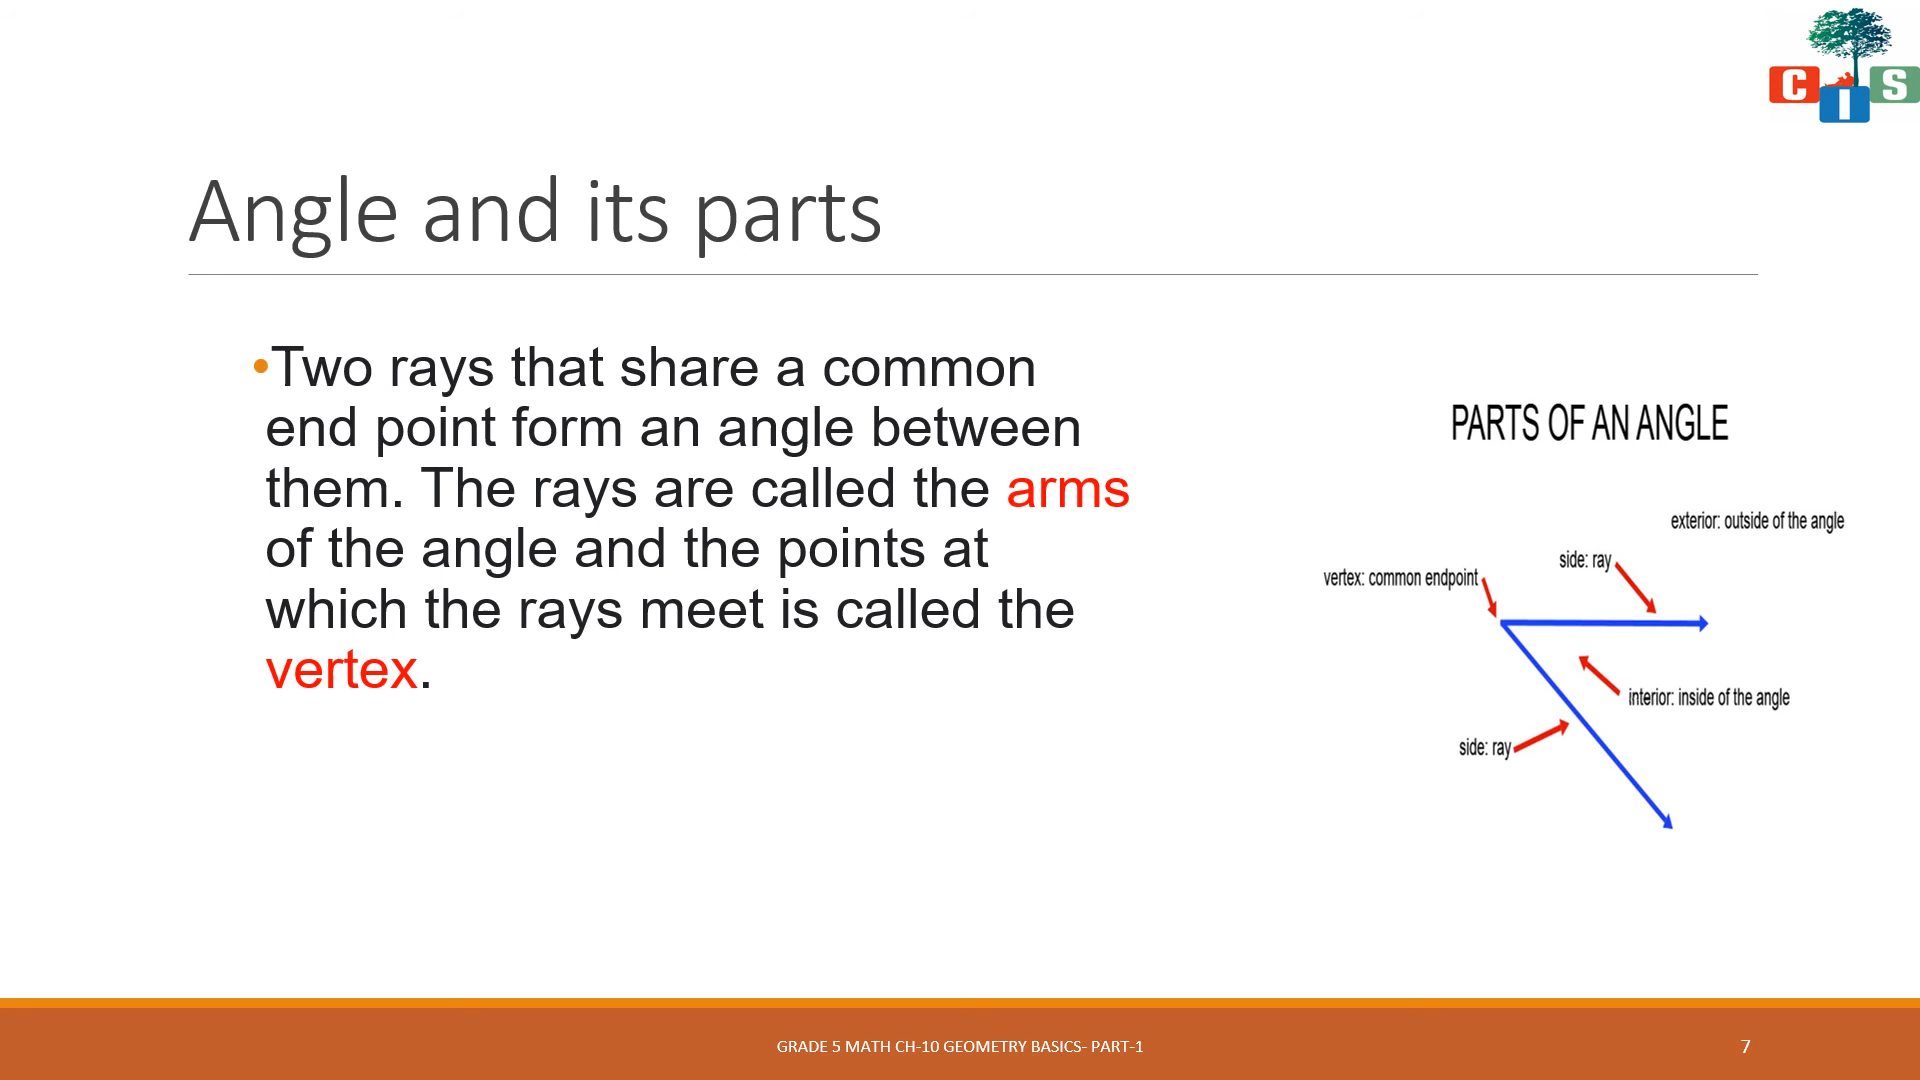 C I S
Angle and its parts
•Two rays that share a common
end point form an angle between
them. The rays are called the arms
of the angle and the points at
which the rays meet is called the
vertex.
PARTS OF AN ANGLE
exterior: outside of the angle
side: ray
vertex: common endpoint
interior: inside of the angle
side: ray
GRADE 5 MATH CH-10 GEOMETRY BASICS- PART-1
7